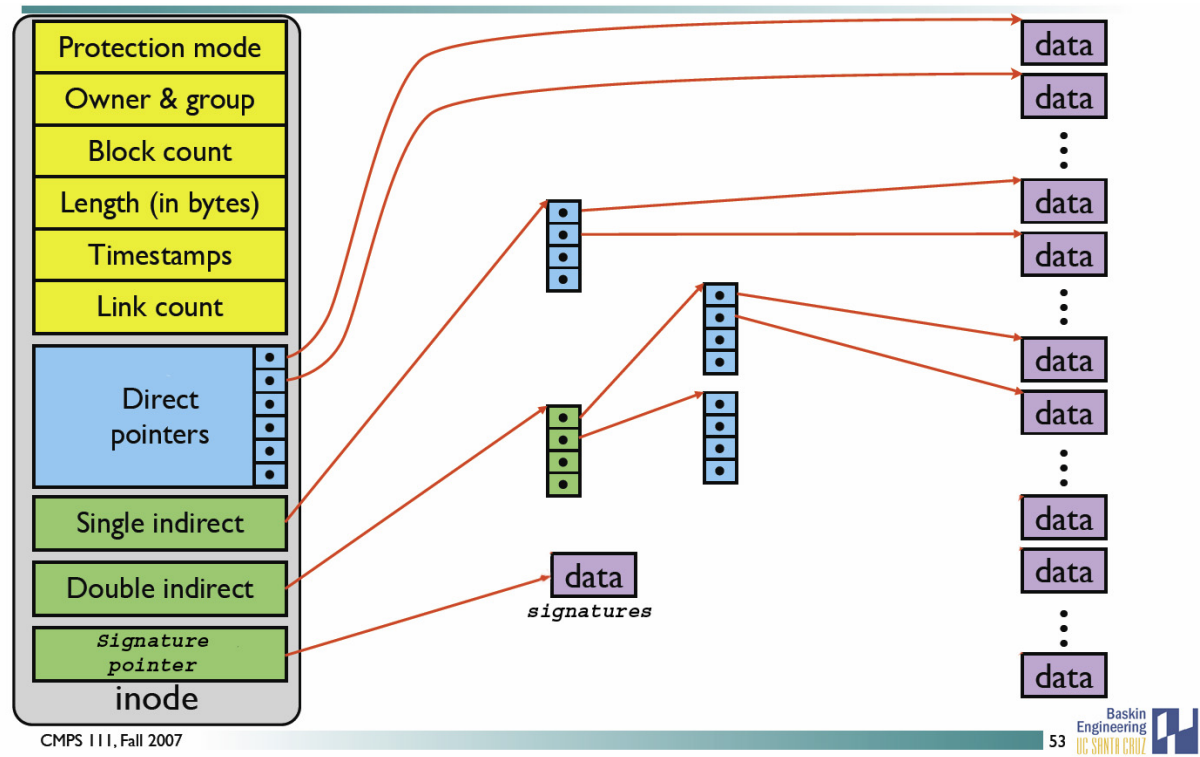 Protection mode
Owner & group
Block count
Length (in bytes)
Timestamps
Link count
Direct
pointers
Single indirect
Double indirect
Signature
pointer
inode
data
signatures
data
data
data
data
data
data
data
data
data
CMPS 111, Fall 2007
53
Baskin
Engineering
UC SANTA CRUZ